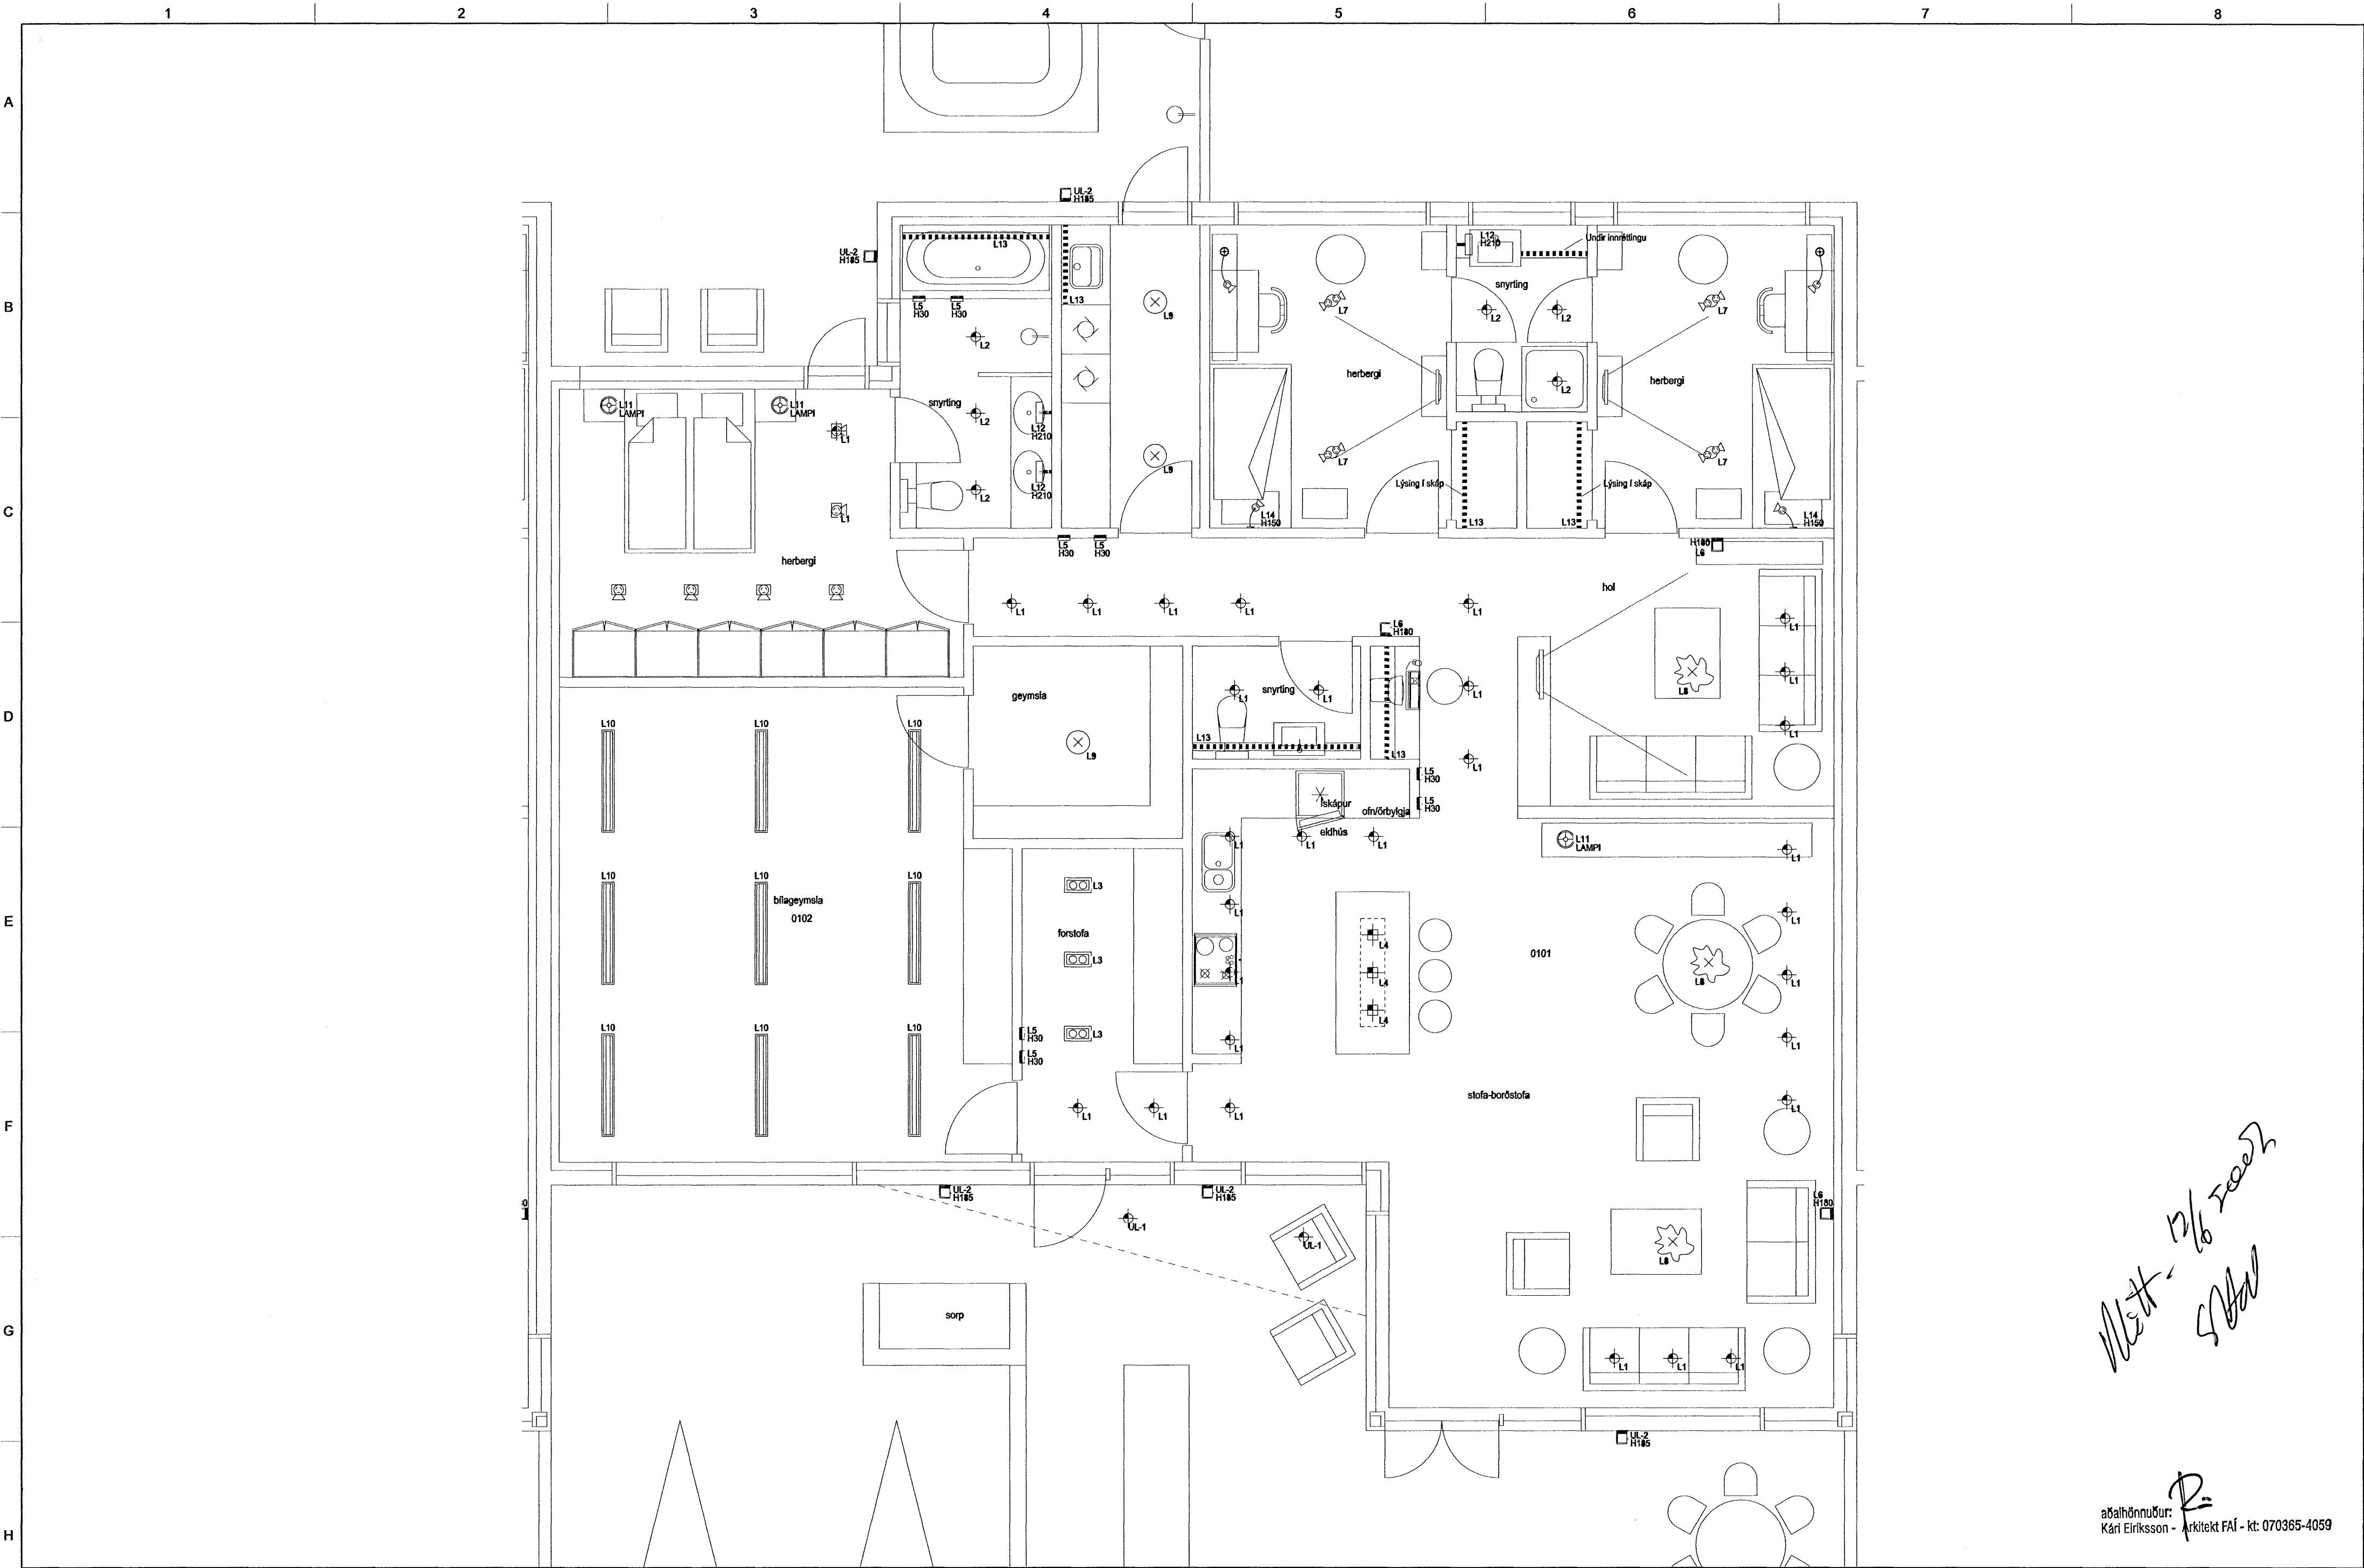 1 2 3 4 5 6 7 8
A
UL-2
H185
B
UL-2
H185
L13
L5
H30
L5
H30
L2
L13
L9
L7
L12
H210
Undir innréttingu
snyrting
L2
L2
L7
herbergi
L2
herbergi
L11
LAMPI
L11
LAMPI
L1
snyrting
L2
L12
H210
L9
L7
L7
C
L1
L2
L12
H210
L14
H150
Lýsing í skáp
L13
Lýsing í skáp
L13
L14
H150
herbergi
L5
H30
L5
H30
H180
L6
hol
L1
L1
L1
L1
L1
L1
L6
H180
D
geymsla
L1
snyrting
L1
L1
L1
L8
L10
L10
L10
L9
L13
L13
L1
L1
L5
H30
L5
H30
ísskápur
ofn/örbylgja
eldhús
L1
L1
L1
L11
LAMPI
L1
E
L10
L10
L10
bílageymsla
0102
L3
forstofa
L3
L1
L1
L4
L4
L4
0101
L8
L1
L1
L10
L10
L10
L5
H30
L5
H30
L3
L1
L1
F
L1
L1
L1
stofa-borðstofa
L1
UL-2
H185
UL-2
H185
UL-1
UL-1
L6
H180
L8
G
sorp
L1
L1
L1
UL-2
H185
H
aðalhönnuður:
Kári Eiríksson - Arkitekt FAÍ - kt: 070365-4059